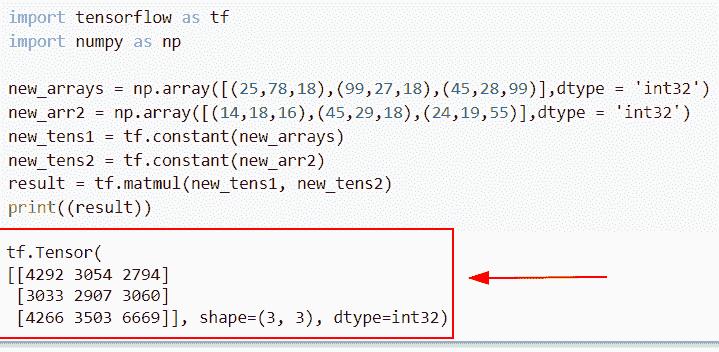 import tensorflow as tf
import numpy as np
new_arrays = np.array([(25,78,18),(99,27,18),(45,28,99)],dtype = 'int32')
new_arr2 = np.array([(14,18,16),(45,29,18),(24,19,55)],dtype = 'int32')
new_tens1 = tf.constant(new_arrays)
new_tens2 = tf.constant(new_arr2)
result = tf.matmul(new_tens1, new_tens2)
print((result))
tf.Tensor(
[[4292 3054 2794]
 [3033 2907 3060]
 [4266 3503 6669]], shape=(3, 3), dtype=int32)